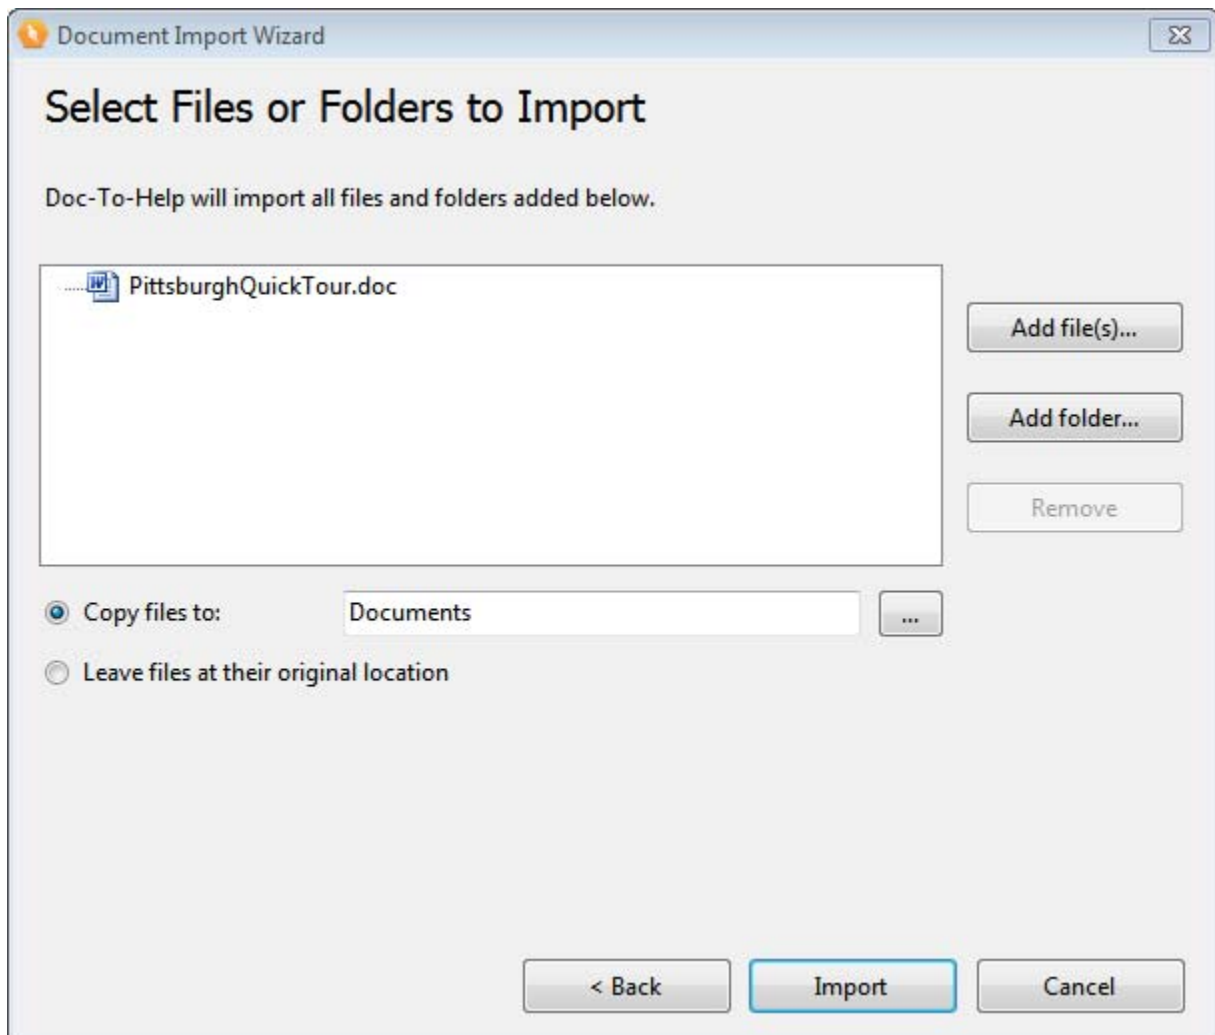 Document Import Wizard
Select Files or Folders to Import
Doc-To-Help will import all files and folders added below.
PittsburghQuickTour.doc
Add file(s)...
Add folder...
Remove
Copy files to:
Documents
...
Leave files at their original location
< Back
Import
Cancel